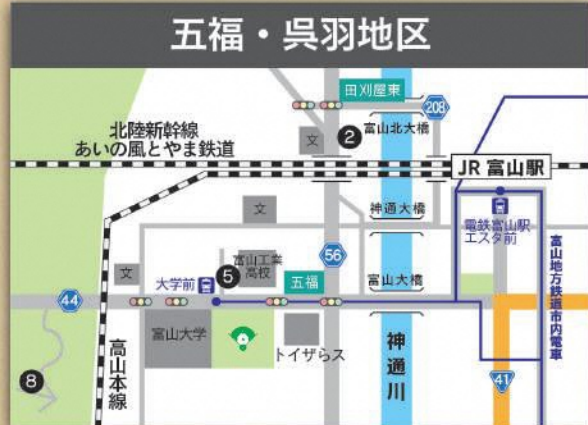 五福・呉羽地区
田刈屋東
208
北陸新幹線
あいの風とやま鉄道
文
2
富山北大橋
JR 富山駅
文
神通大橋
電鉄富山駅
エスタ前
富山地方鉄道市内電車
文
大学前
5
富山工業
高校
五福
56
富山大橋
44
富山大学
トイザらス
神通川
高山本線
8
41